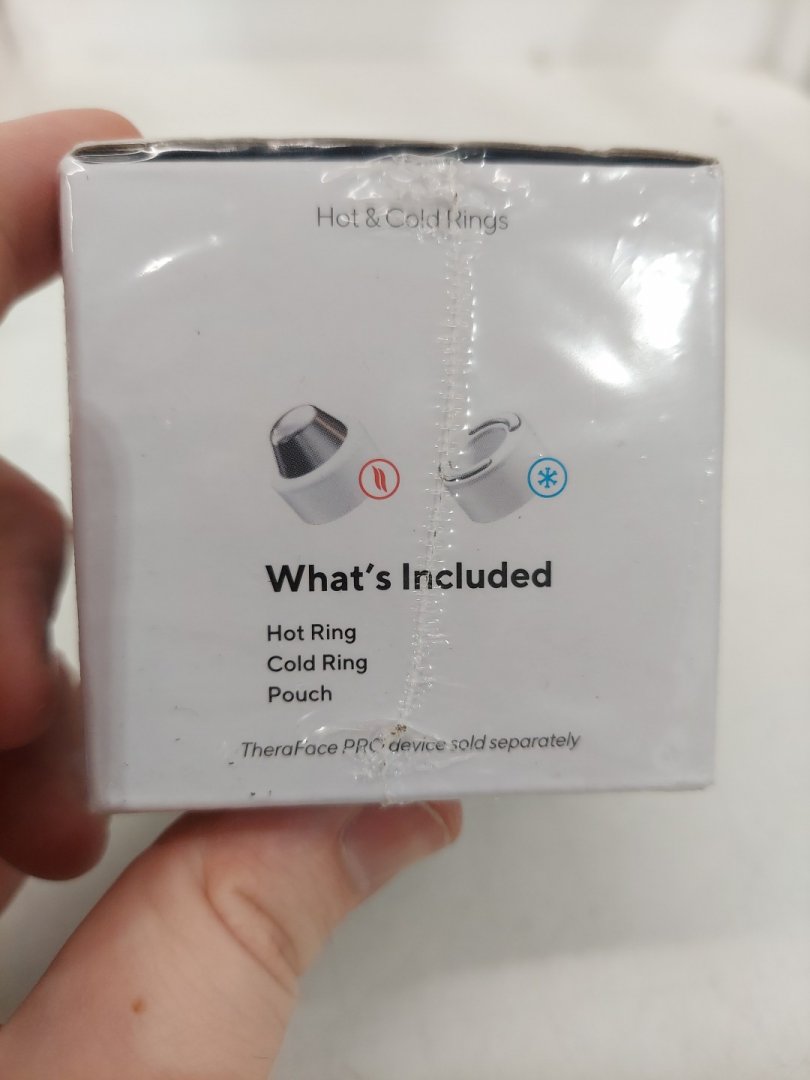 Hot & Cold Rings
What's Included
Hot Ring
Cold Ring
Pouch
TheraFace PRO device sold separately